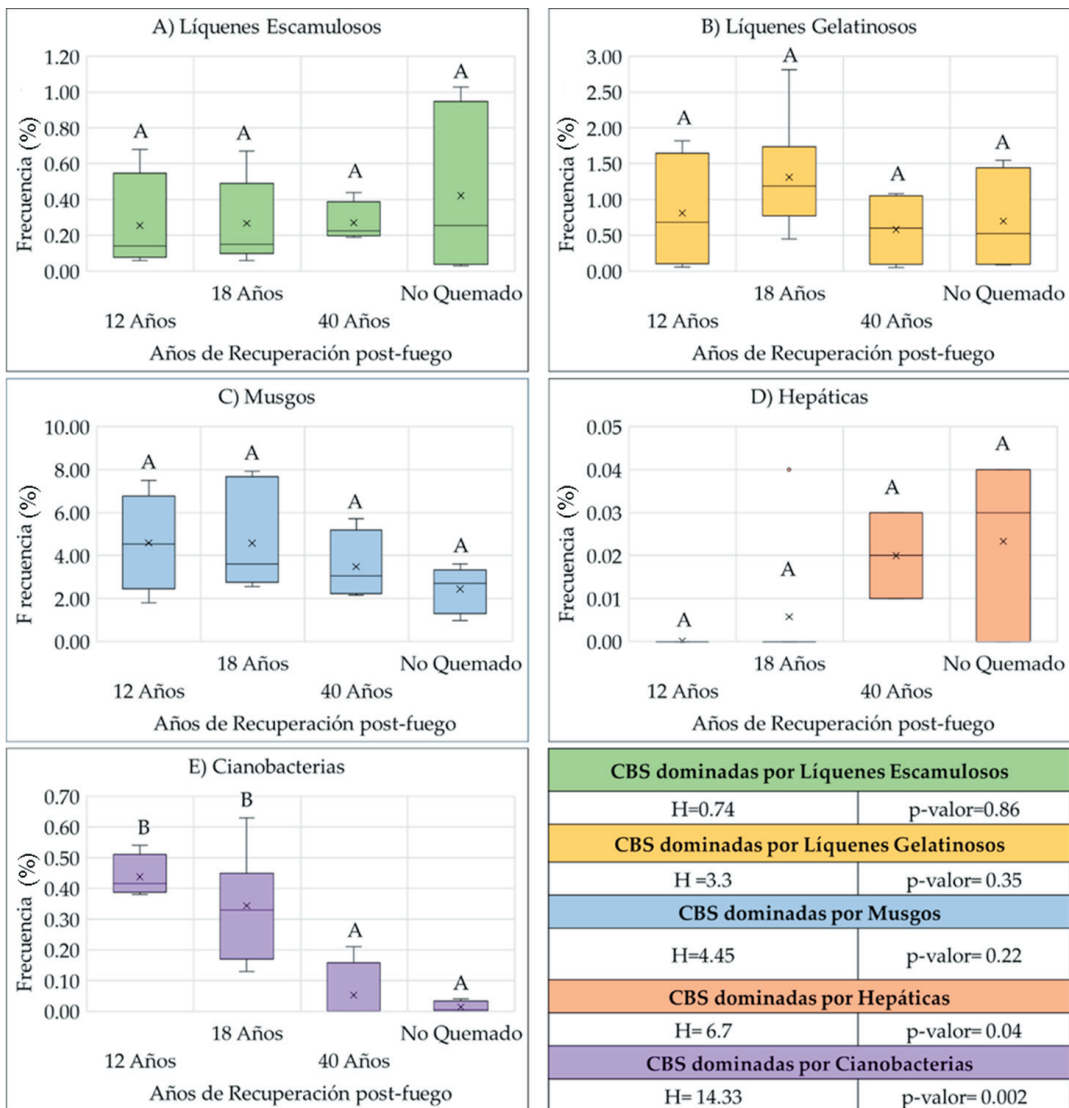 A) Líquenes Escamulosos
Frecuencia (%)
1.20
1.00
0.80
0.60
0.40
0.20
0.00
A
A
A
A
18 Años
No Quemado
12 Años
40 Años
Años de Recuperación post-fuego
B) Líquenes Gelatinosos
Frecuencia (%)
3.00
2.50
2.00
1.50
1.00
0.50
0.00
A
A
A
A
18 Años
No Quemado
12 Años
40 Años
Años de Recuperación post-fuego
C) Musgos
F recuencia (%)
10.00
8.00
6.00
4.00
2.00
0.00
A
A
A
A
18 Años
No Quemado
12 Años
40 Años
Años de Recuperación post-fuego
D) Hepáticas
Frecuencia (%)
0.05
0.04
0.03
0.02
0.01
0.00
A
A
A
A
18 Años
No Quemado
12 Años
40 Años
Años de Recuperación post-fuego
E) Cianobacterias
Frecuencia (%)
0.70
0.60
0.50
0.40
0.30
0.20
0.10
0.00
B
B
A
A
18 Años
No Quemado
12 Años
40 Años
Años de Recuperación post-fuego
CBS dominadas por Líquenes Escamulosos
H=0.74 p-valor=0.86
CBS dominadas por Líquenes Gelatinosos
H =3.3 p-valor= 0.35
CBS dominadas por Musgos
H=4.45 p-valor= 0.22
CBS dominadas por Hepáticas
H= 6.7 p-valor= 0.04
CBS dominadas por Cianobacterias
H= 14.33 p-valor= 0.002